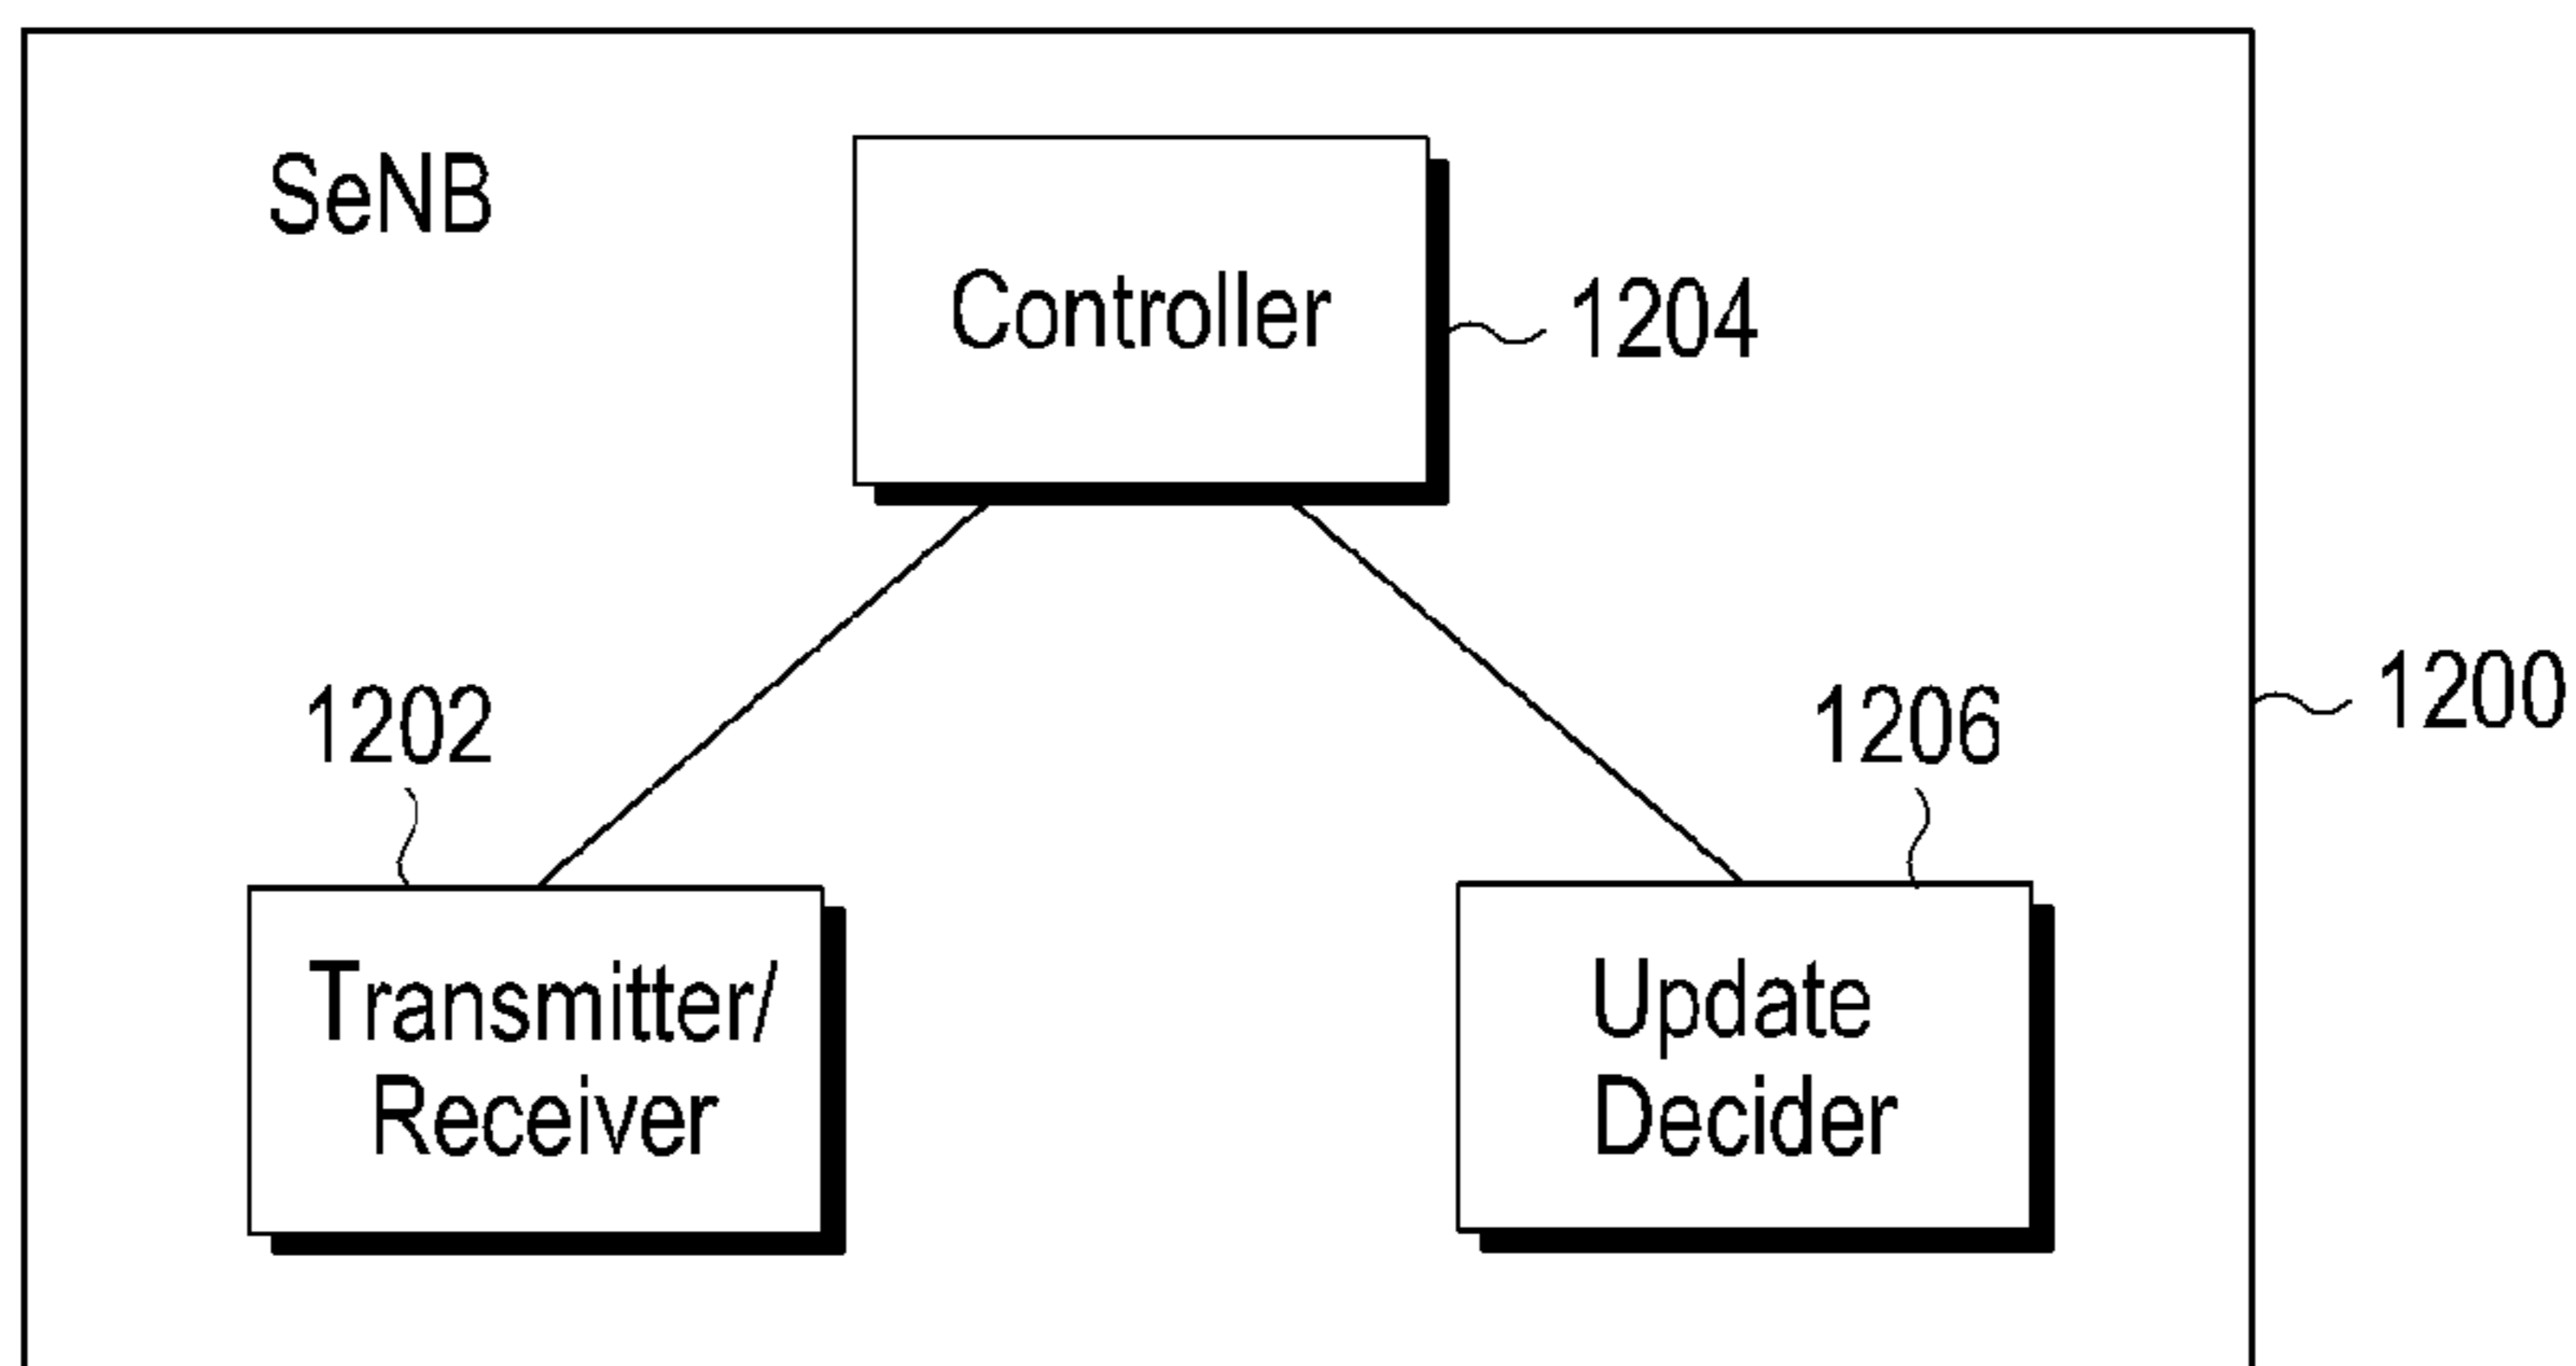 SeNB
Controller
1204
1200
1202
1206
Transmitter/
Receiver
Update
Decider